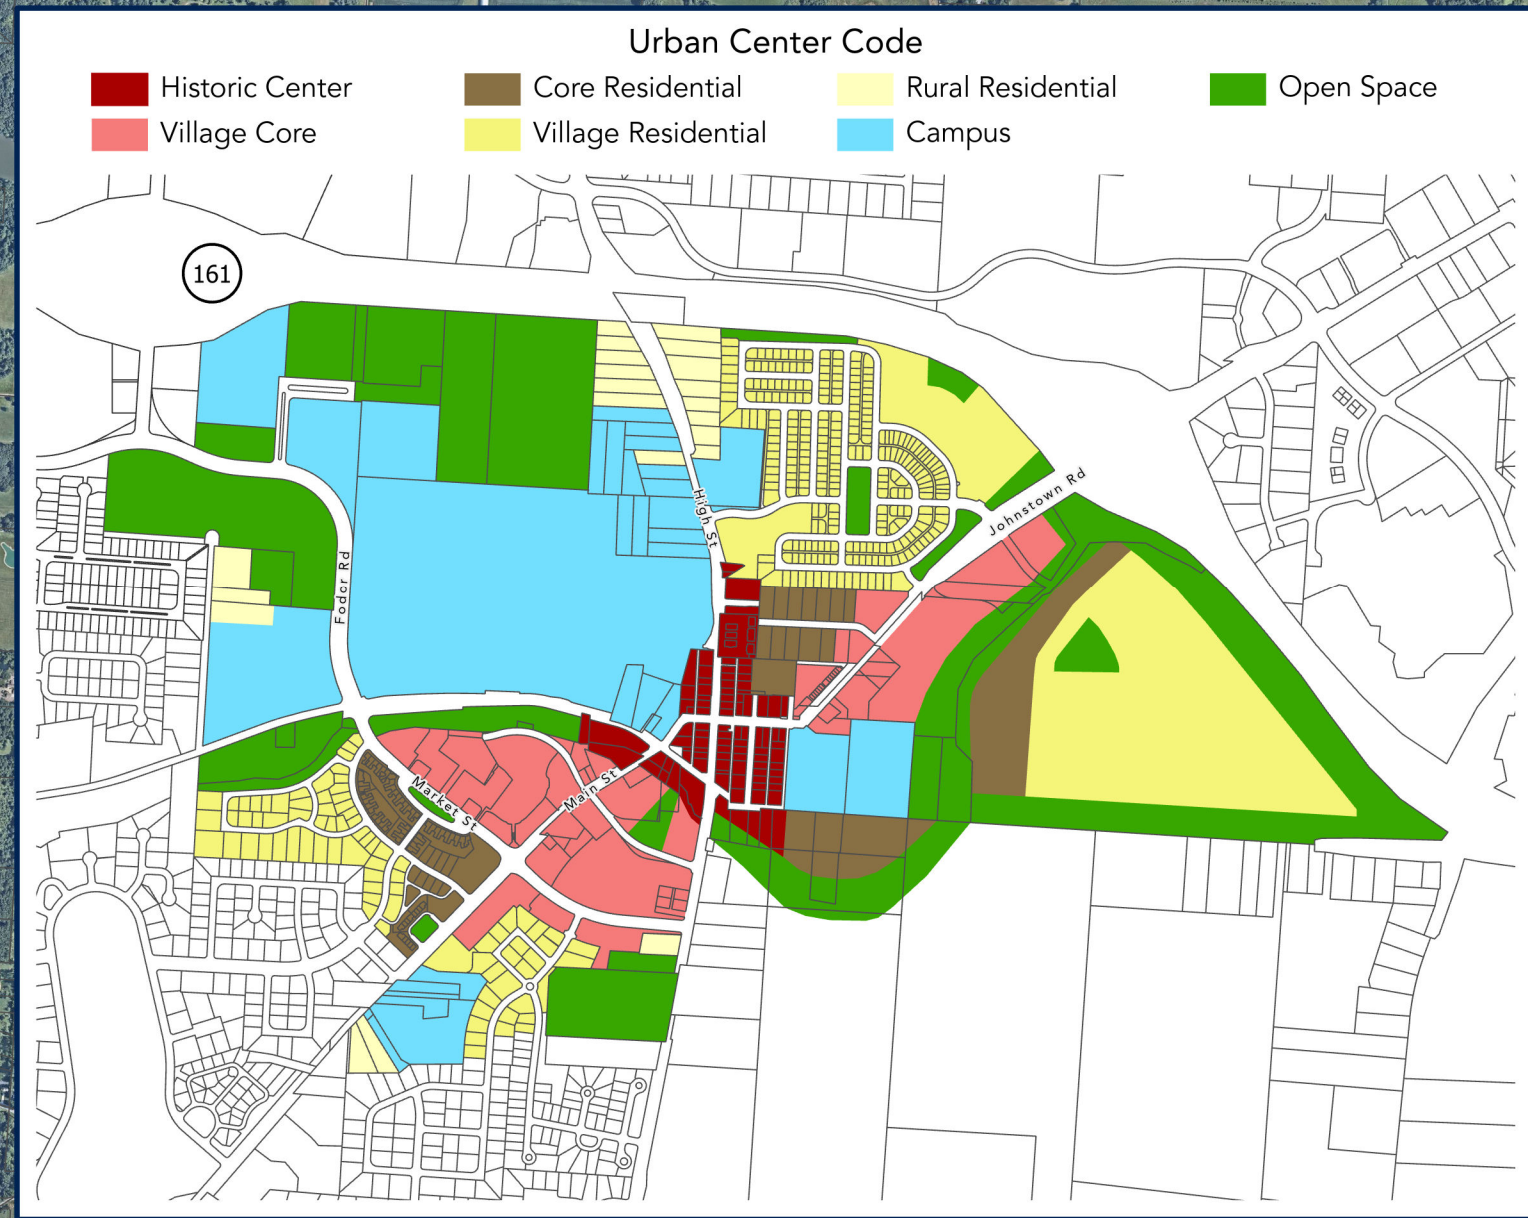 Urban Center Code
Historic Center
Core Residential
Rural Residential
Open Space
Village Core
Village Residential
Campus
161
High St
Johnstown Rd
Fodor Rd
Market St
Main St